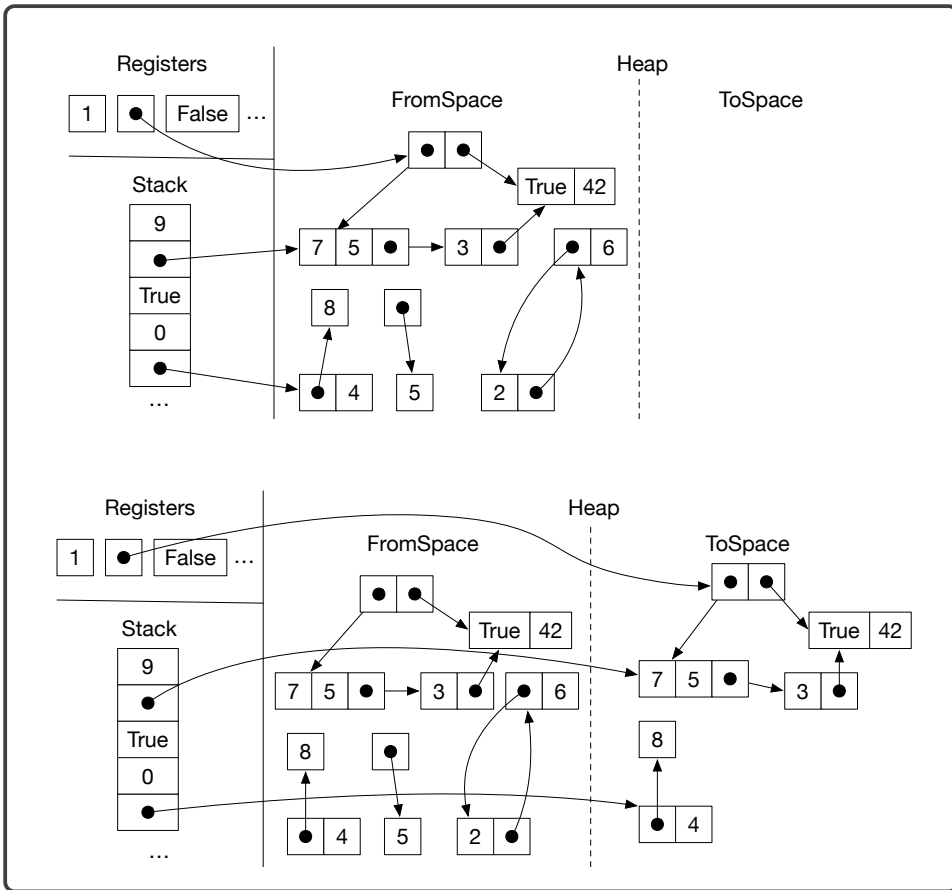 Registers
Heap
FromSpace
ToSpace
1 False ...
True 42
Stack
9
7 5 3 6
True
8
0
4 5 2
...
Registers
Heap
FromSpace
ToSpace
1 False ...
True 42
True 42
Stack
9
7 5 3 6
7 5 3
True
8
8
0
4 5 2
4
...